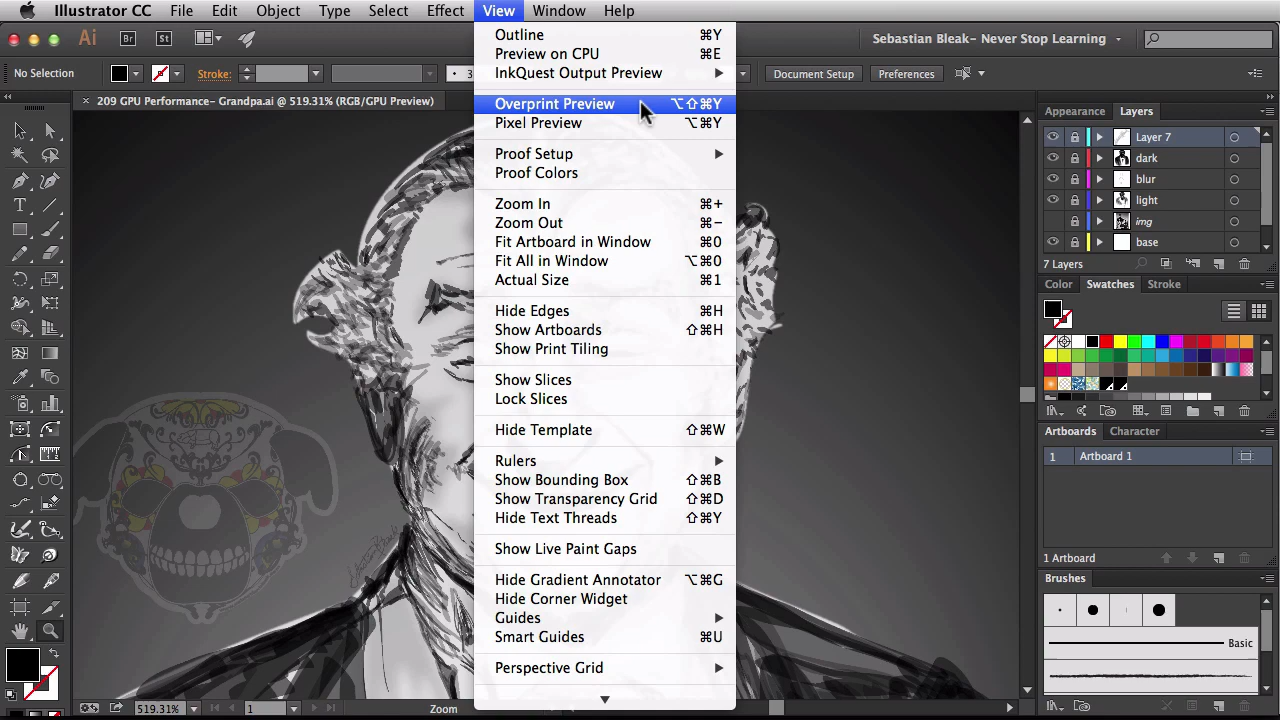 Illustrator CC File Edit Object Type Select Effect View Window Help
Ai Br St Sebastian Bleak- Never Stop Learning
No Selection Stroke: 3 Document Setup Preferences
× 209 GPU Performance- Grandpa.ai @ 519.31% (RGB/GPU Preview)
Outline ⌘Y
Preview on CPU ⌘E
InkQuest Output Preview
Overprint Preview ⌥⇧⌘Y
Pixel Preview ⌥⌘Y
Proof Setup
Proof Colors
Zoom In ⌘+
Zoom Out ⌘−
Fit Artboard in Window ⌘0
Fit All in Window ⌥⌘0
Actual Size ⌘1
Hide Edges ⌘H
Show Artboards ⇧⌘H
Show Print Tiling
Show Slices
Lock Slices
Hide Template ⇧⌘W
Rulers
Show Bounding Box ⇧⌘B
Show Transparency Grid ⇧⌘D
Hide Text Threads ⇧⌘Y
Show Live Paint Gaps
Hide Gradient Annotator ⌥⌘G
Hide Corner Widget
Guides
Smart Guides ⌘U
Perspective Grid
Appearance Layers
Layer 7
dark
blur
light
img
base
7 Layers
Color Swatches Stroke
Artboards Character
1 Artboard 1
1 Artboard
Brushes
Basic
519.31% 1 Zoom